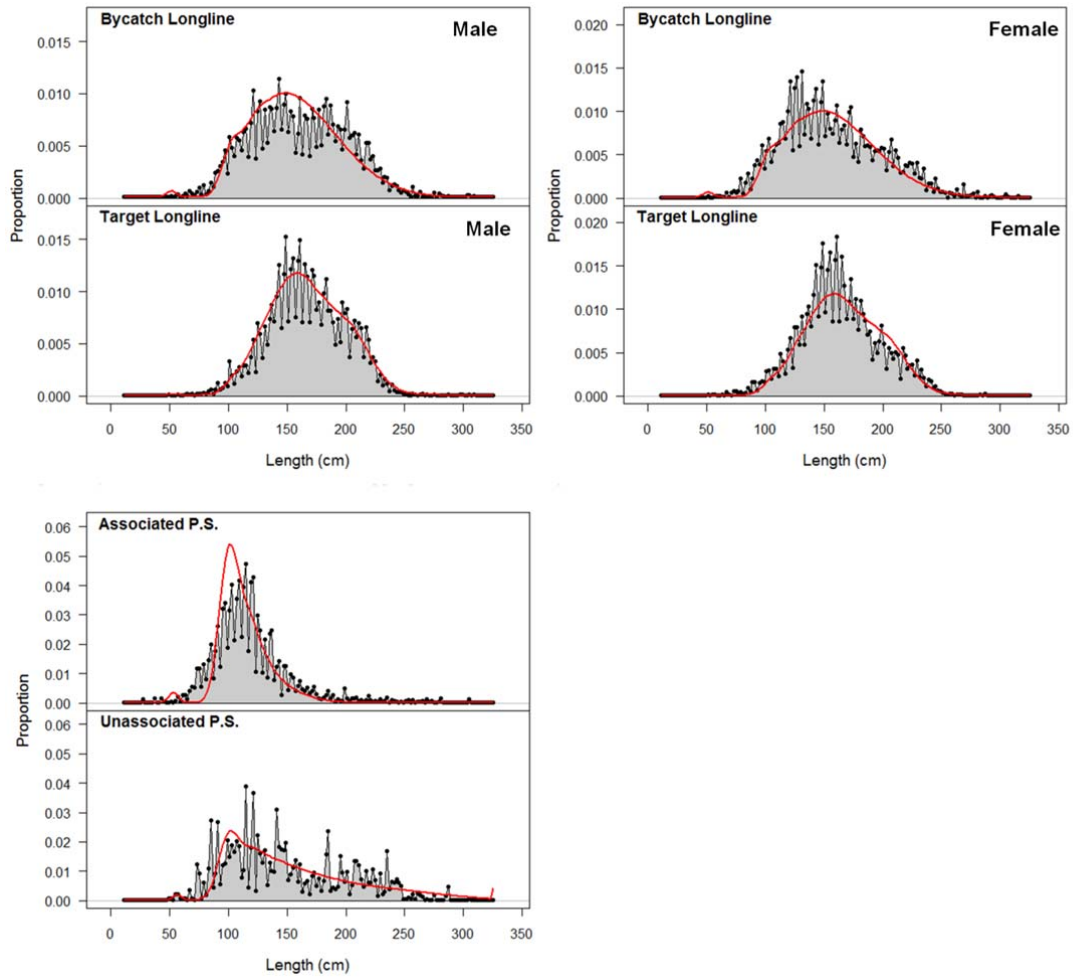 Bycatch Longline
Male
0.015
0.010
0.005
0.000
Target Longline
Male
0.015
0.010
0.005
0.000
Proportion
0 50 100 150 200 250 300 350
Length (cm)
Bycatch Longline
Female
0.020
0.015
0.010
0.005
0.000
Target Longline
Female
0.020
0.015
0.010
0.005
0.000
Proportion
0 50 100 150 200 250 300 350
Length (cm)
Associated P.S.
0.06
0.05
0.04
0.03
0.02
0.01
0.00
Unassociated P.S.
0.06
0.05
0.04
0.03
0.02
0.01
0.00
Proportion
0 50 100 150 200 250 300 350
Length (cm)